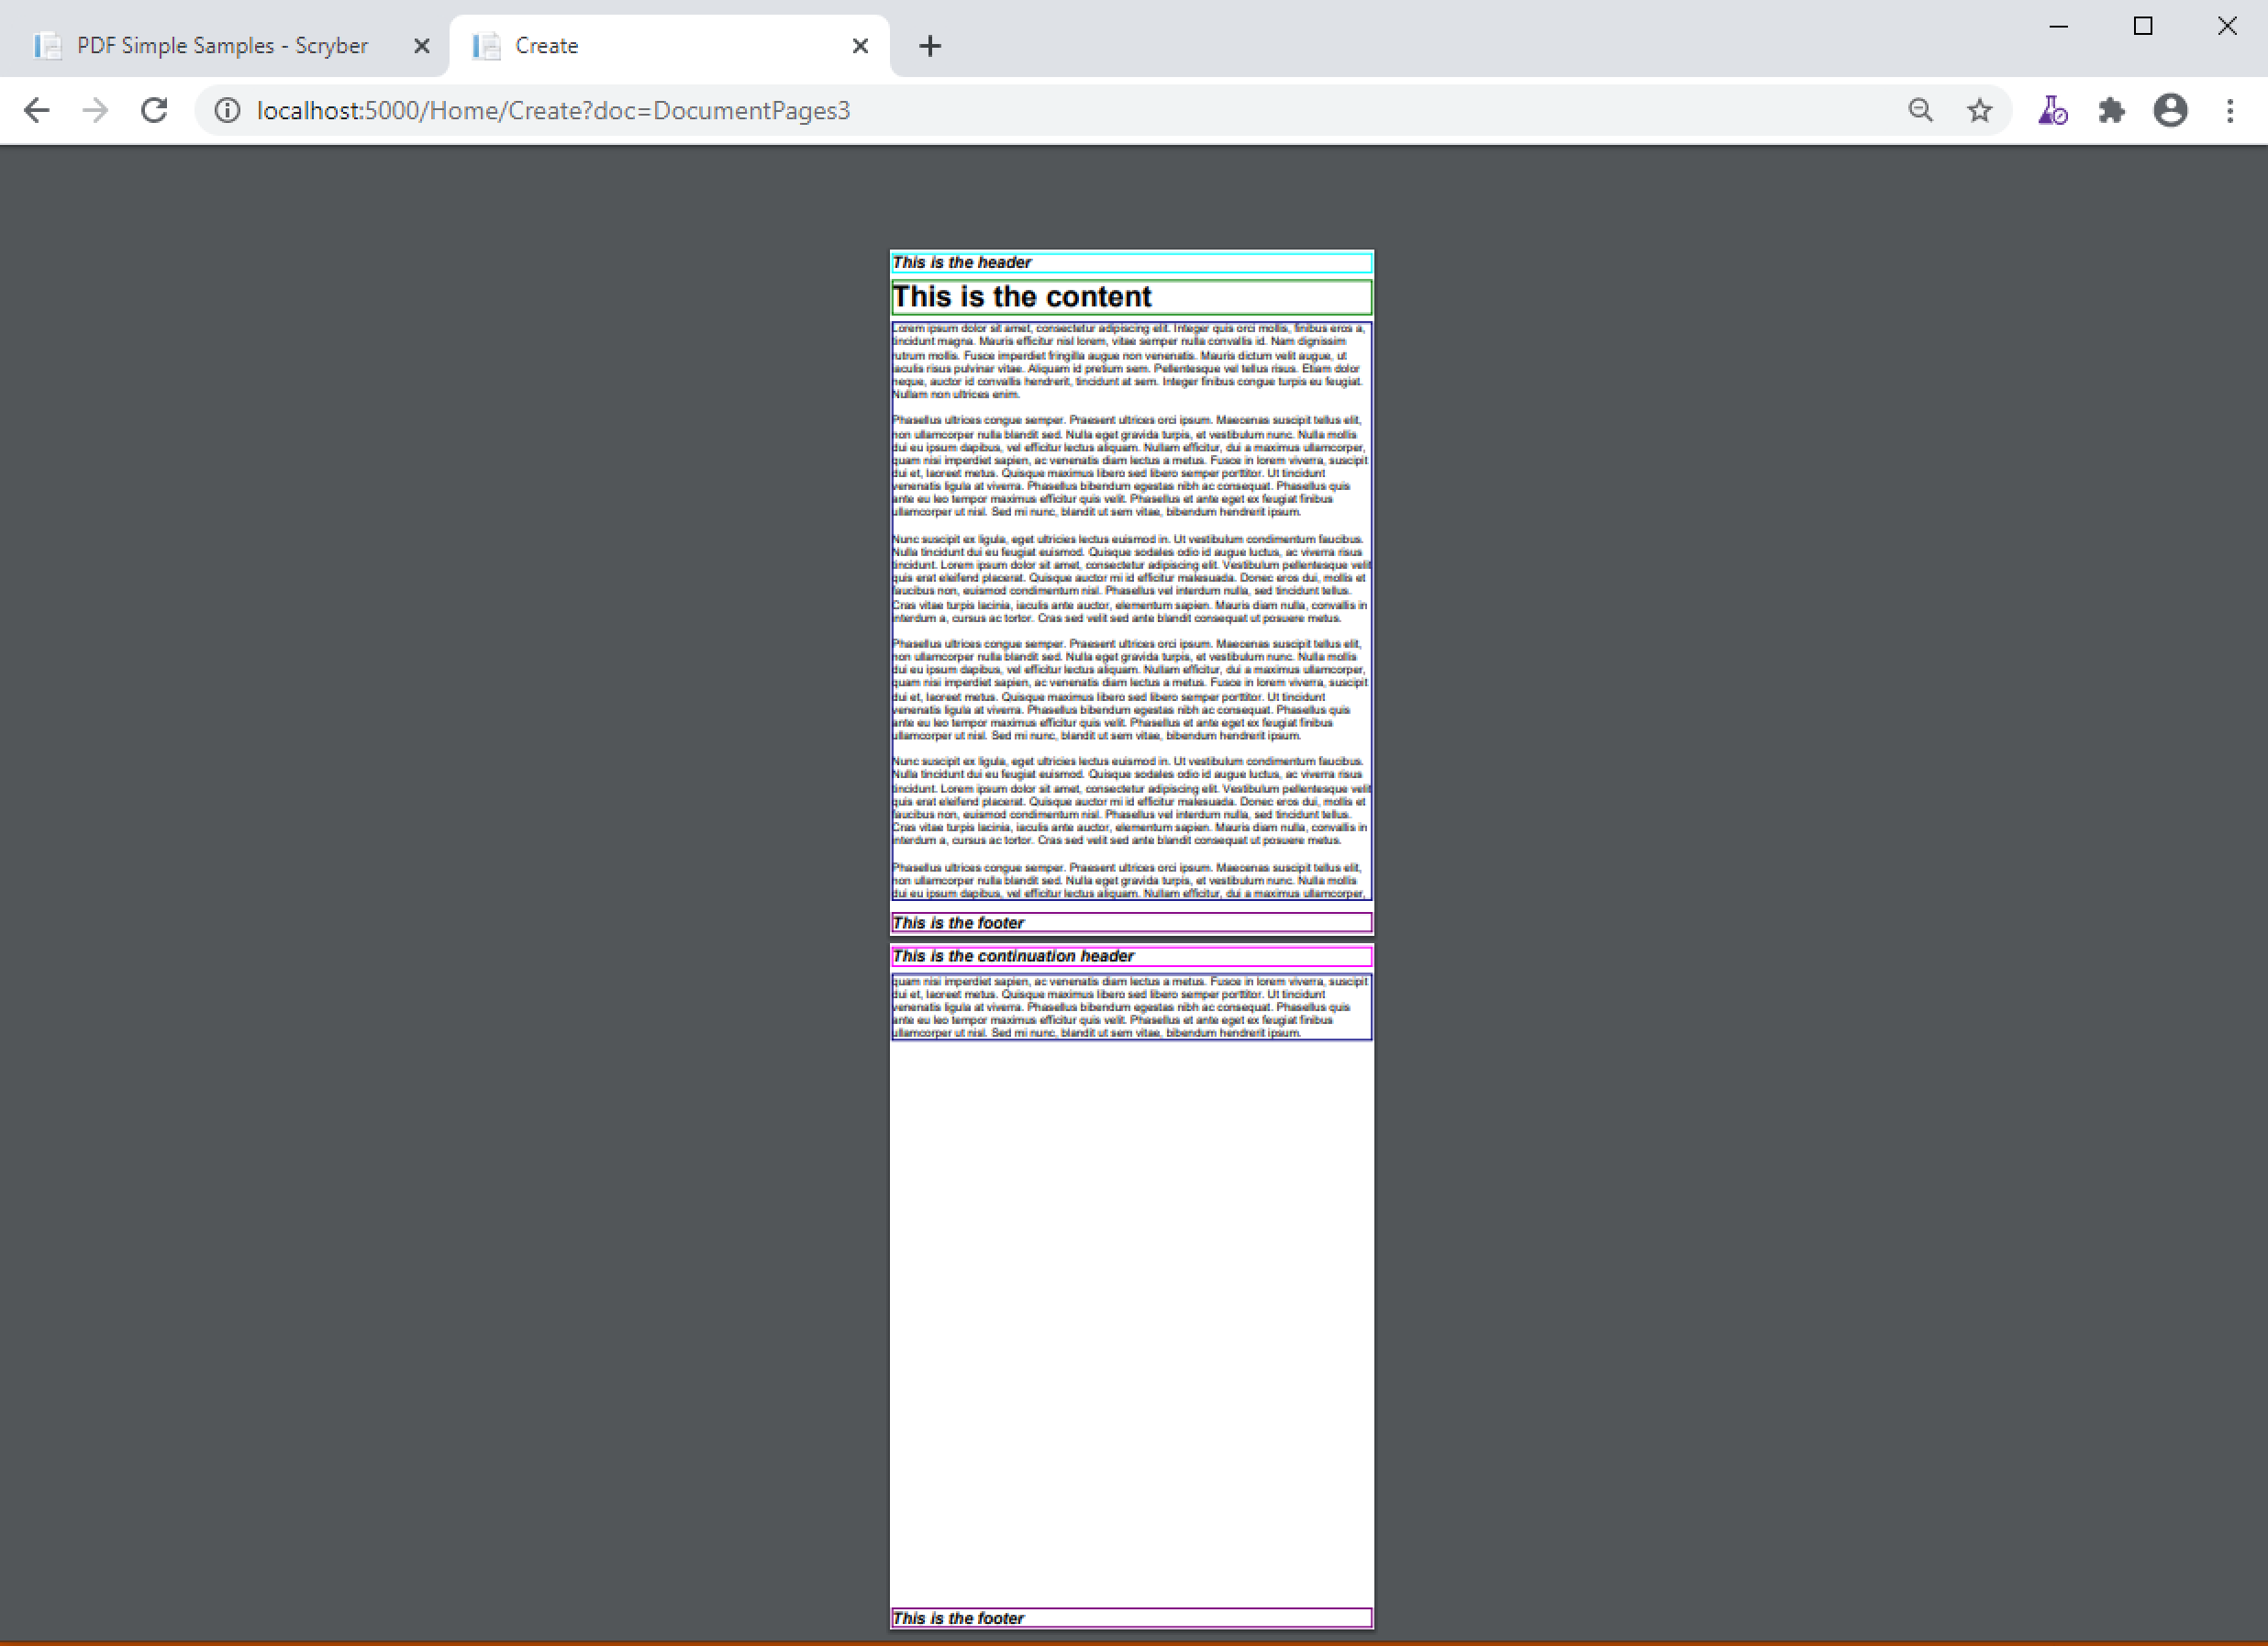 PDF Simple Samples - Scryber
Create
localhost:5000/Home/Create?doc=DocumentPages3
This is the header
This is the content
Lorem ipsum dolor sit amet, consectetur adipiscing elit. Integer quis orci mollis, finibus eros a,
tincidunt magna. Mauris efficitur nisl lorem, vitae semper nulla convallis id. Nam dignissim
rutrum mollis. Fusce imperdiet fringilla augue non venenatis. Mauris dictum velit augue, ut
iaculis risus pulvinar vitae. Aliquam id pretium sem. Pellentesque vel tellus risus. Etiam dolor
neque, auctor id convallis hendrerit, tincidunt at sem. Integer finibus congue turpis eu feugiat.
Nullam non ultrices enim.
Phasellus ultrices congue semper. Praesent ultrices orci ipsum. Maecenas suscipit tellus elit,
non ullamcorper nulla blandit sed. Nulla eget gravida turpis, et vestibulum nunc. Nulla mollis
dui eu ipsum dapibus, vel efficitur lectus aliquam. Nullam efficitur, dui a maximus ullamcorper,
quam nisi imperdiet sapien, ac venenatis diam lectus a metus. Fusce in lorem viverra, suscipit
dui et, laoreet metus. Quisque maximus libero sed libero semper porttitor. Ut tincidunt
venenatis ligula at viverra. Phasellus bibendum egestas nibh ac consequat. Phasellus quis
ante eu leo tempor maximus efficitur quis velit. Phasellus et ante eget ex feugiat finibus
ullamcorper ut nisl. Sed mi nunc, blandit ut sem vitae, bibendum hendrerit ipsum.
Nunc suscipit ex ligula, eget ultricies lectus euismod in. Ut vestibulum condimentum faucibus.
Nulla tincidunt dui eu feugiat euismod. Quisque sodales odio id augue luctus, ac viverra risus
tincidunt. Lorem ipsum dolor sit amet, consectetur adipiscing elit. Vestibulum pellentesque velit
quis erat eleifend placerat. Quisque auctor mi id efficitur malesuada. Donec eros dui, mollis et
faucibus non, euismod condimentum nisl. Phasellus vel interdum nulla, sed tincidunt tellus.
Cras vitae turpis lacinia, iaculis ante auctor, elementum sapien. Mauris diam nulla, convallis in
interdum a, cursus ac tortor. Cras sed velit sed ante blandit consequat ut posuere metus.
Phasellus ultrices congue semper. Praesent ultrices orci ipsum. Maecenas suscipit tellus elit,
non ullamcorper nulla blandit sed. Nulla eget gravida turpis, et vestibulum nunc. Nulla mollis
dui eu ipsum dapibus, vel efficitur lectus aliquam. Nullam efficitur, dui a maximus ullamcorper,
quam nisi imperdiet sapien, ac venenatis diam lectus a metus. Fusce in lorem viverra, suscipit
dui et, laoreet metus. Quisque maximus libero sed libero semper porttitor. Ut tincidunt
venenatis ligula at viverra. Phasellus bibendum egestas nibh ac consequat. Phasellus quis
ante eu leo tempor maximus efficitur quis velit. Phasellus et ante eget ex feugiat finibus
ullamcorper ut nisl. Sed mi nunc, blandit ut sem vitae, bibendum hendrerit ipsum.
Nunc suscipit ex ligula, eget ultricies lectus euismod in. Ut vestibulum condimentum faucibus.
Nulla tincidunt dui eu feugiat euismod. Quisque sodales odio id augue luctus, ac viverra risus
tincidunt. Lorem ipsum dolor sit amet, consectetur adipiscing elit. Vestibulum pellentesque velit
quis erat eleifend placerat. Quisque auctor mi id efficitur malesuada. Donec eros dui, mollis et
faucibus non, euismod condimentum nisl. Phasellus vel interdum nulla, sed tincidunt tellus.
Cras vitae turpis lacinia, iaculis ante auctor, elementum sapien. Mauris diam nulla, convallis in
interdum a, cursus ac tortor. Cras sed velit sed ante blandit consequat ut posuere metus.
Phasellus ultrices congue semper. Praesent ultrices orci ipsum. Maecenas suscipit tellus elit,
non ullamcorper nulla blandit sed. Nulla eget gravida turpis, et vestibulum nunc. Nulla mollis
dui eu ipsum dapibus, vel efficitur lectus aliquam. Nullam efficitur, dui a maximus ullamcorper,
This is the footer
This is the continuation header
quam nisi imperdiet sapien, ac venenatis diam lectus a metus. Fusce in lorem viverra, suscipit
dui et, laoreet metus. Quisque maximus libero sed libero semper porttitor. Ut tincidunt
venenatis ligula at viverra. Phasellus bibendum egestas nibh ac consequat. Phasellus quis
ante eu leo tempor maximus efficitur quis velit. Phasellus et ante eget ex feugiat finibus
ullamcorper ut nisl. Sed mi nunc, blandit ut sem vitae, bibendum hendrerit ipsum.
This is the footer